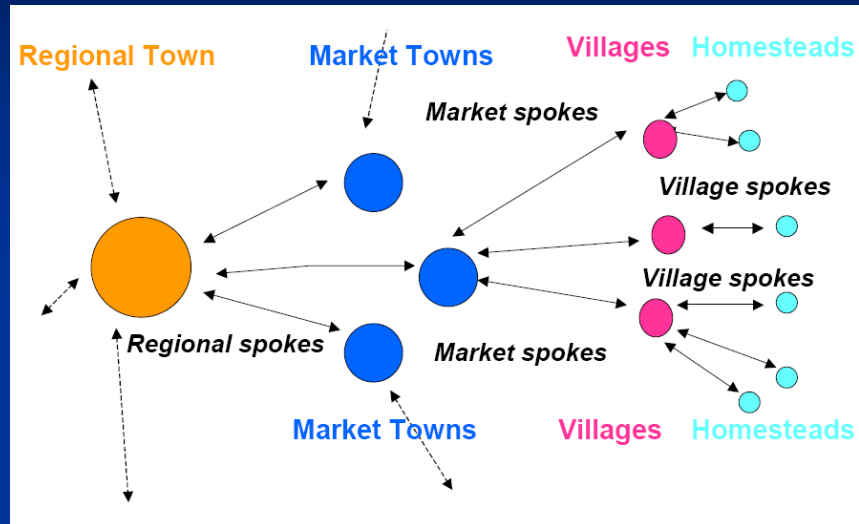 Regional Town
Market Towns
Villages
Homesteads
Market spokes
Village spokes
Village spokes
Regional spokes
Market spokes
Market Towns
Villages
Homesteads